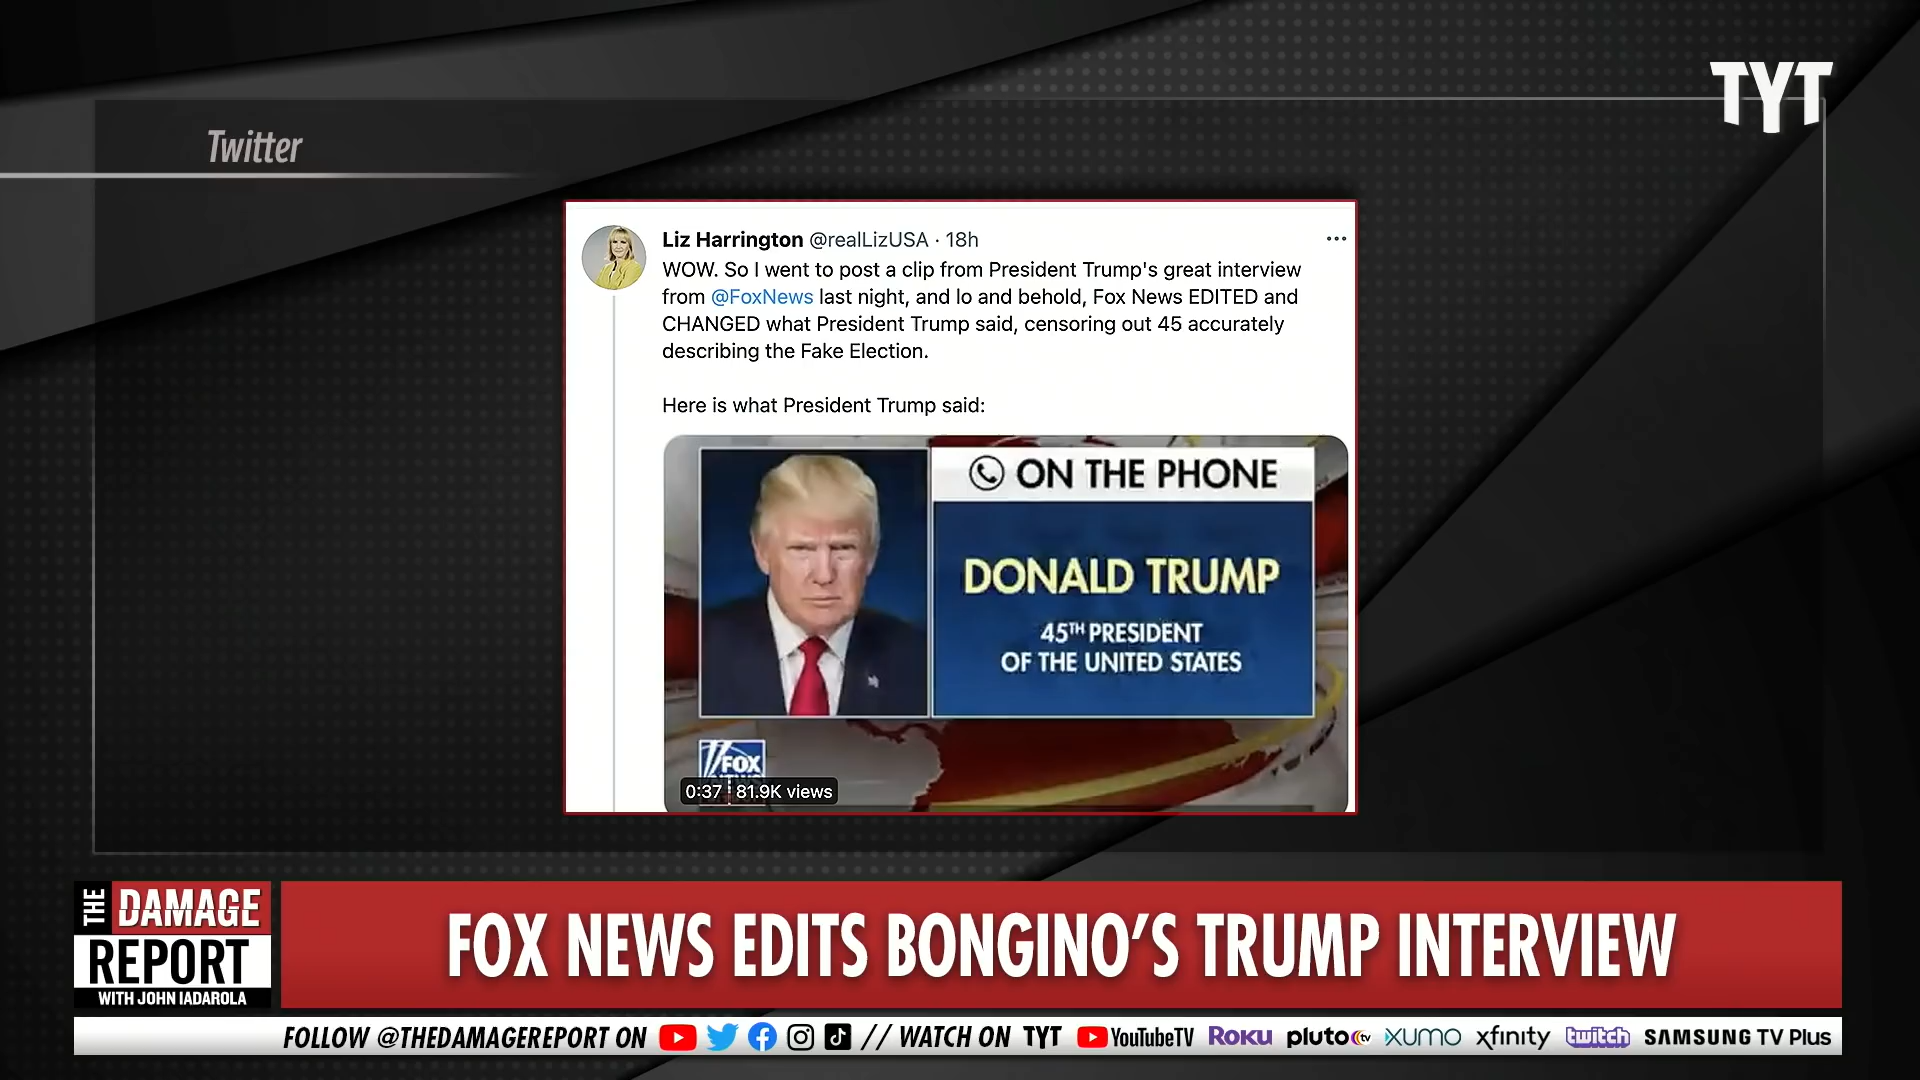 TYT
Twitter
Liz Harrington @realLizUSA · 18h
WOW. So I went to post a clip from President Trump's great interview
from @FoxNews last night, and lo and behold, Fox News EDITED and
CHANGED what President Trump said, censoring out 45 accurately
describing the Fake Election.
Here is what President Trump said:
ON THE PHONE
DONALD TRUMP
45TH PRESIDENT
OF THE UNITED STATES
FOX
NEWS
0:37 81.9K views
THE DAMAGE
REPORT
WITH JOHN IADAROLA
FOX NEWS EDITS BONGINO'S TRUMP INTERVIEW
FOLLOW @THEDAMAGEREPORT ON // WATCH ON TYT YouTubeTV ROKU pluto tv XUMO xfinity twitch SAMSUNG TV Plus